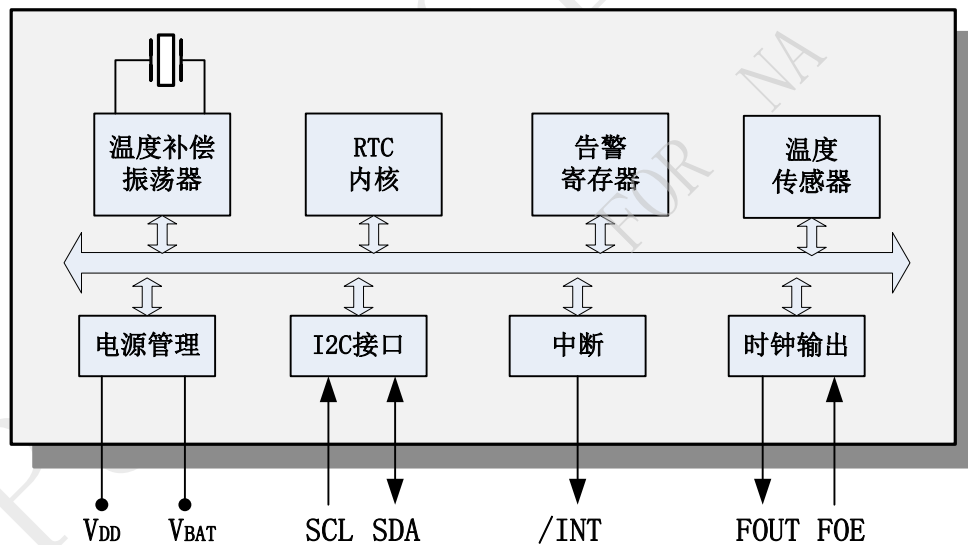 温度补偿
振荡器
RTC
内核
告警
寄存器
温度
传感器
电源管理
I2C接口
中断
时钟输出
VDD
VBAT
SCL
SDA
/INT
FOUT
FOE
FOR NA